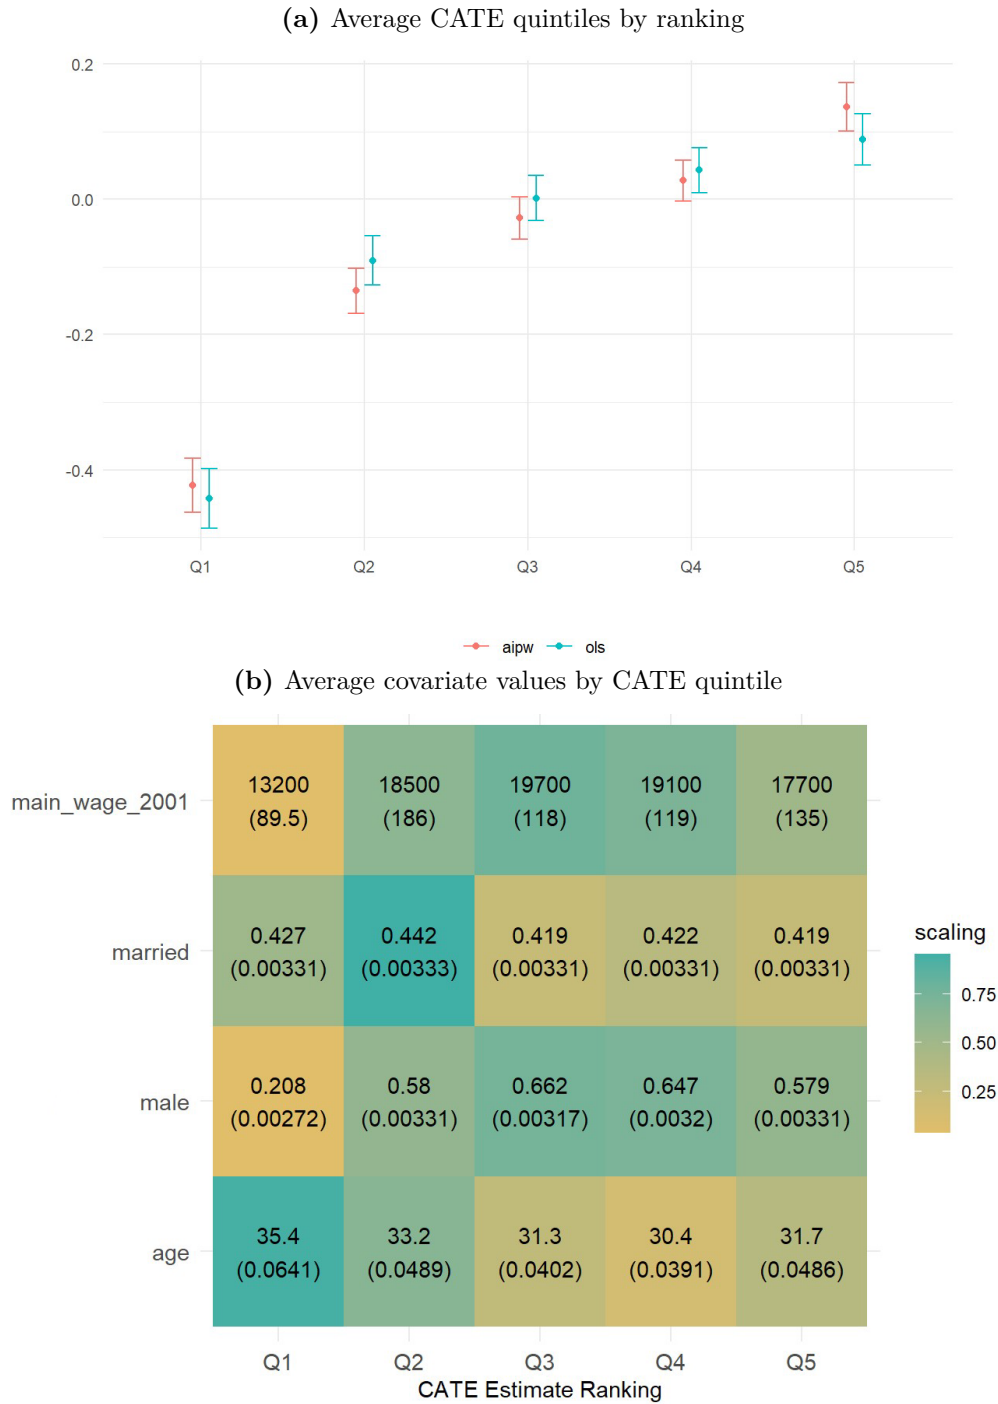 (a) Average CATE quintiles by ranking
0.2
0.0
-0.2
-0.4
Q1 Q2 Q3 Q4 Q5
aipw ols
(b) Average covariate values by CATE quintile
main_wage_2001
13200 18500 19700 19100 17700
(89.5) (186) (118) (119) (135)
married
0.427 0.442 0.419 0.422 0.419
(0.00331) (0.00333) (0.00331) (0.00331) (0.00331)
male
0.208 0.58 0.662 0.647 0.579
(0.00272) (0.00331) (0.00317) (0.0032) (0.00331)
age
35.4 33.2 31.3 30.4 31.7
(0.0641) (0.0489) (0.0402) (0.0391) (0.0486)
Q1 Q2 Q3 Q4 Q5
CATE Estimate Ranking
scaling
0.75
0.50
0.25